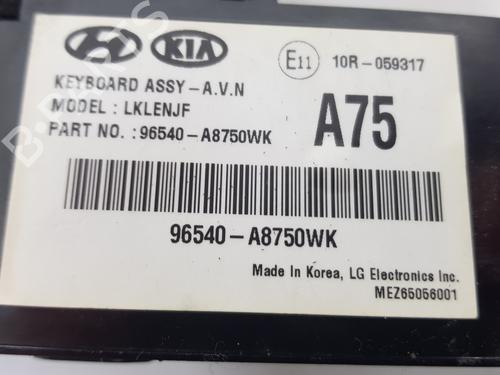 KIA
E11
10R-059317
KEYBOARD ASSY-A.V.N
MODEL : LKLENJF
PART NO. : 96540-A8750WK
A75
96540-A8750WK
Made In Korea, LG Electronics Inc.
MEZ65056001